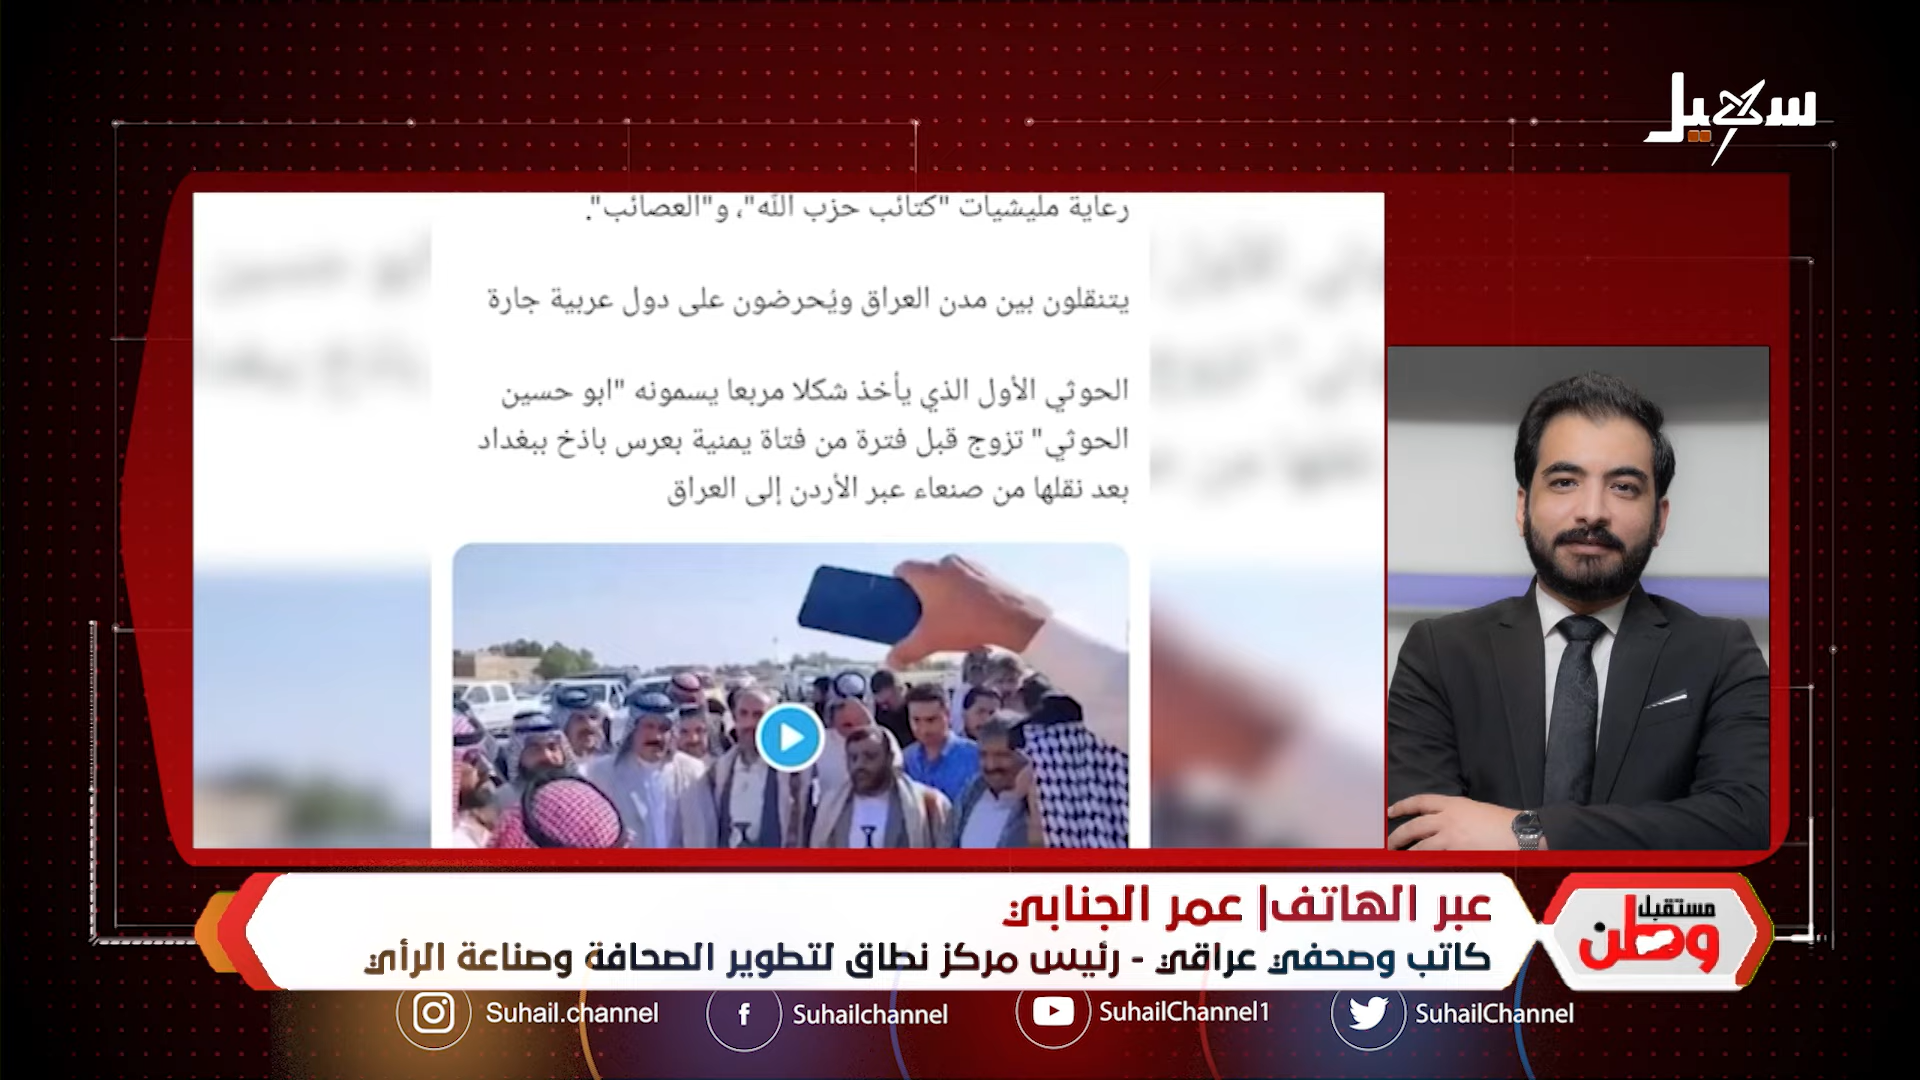 سهيل
رعاية مليشيات "كتائب حزب الله"، و"العصائب".
يتنقلون بين مدن العراق ويُحرضون على دول عربية جارة
الحوثي الأول الذي يأخذ شكلا مربعا يسمونه "ابو حسين
الحوثي" تزوج قبل فترة من فتاة يمنية بعرس باذخ ببغداد
بعد نقلها من صنعاء عبر الأردن إلى العراق
عبر الهاتف| عمر الجنابي
كاتب وصحفي عراقي - رئيس مركز نطاق لتطوير الصحافة وصناعة الرأي
مستقبل
وطن
Suhail.channel
Suhailchannel
SuhailChannel1
SuhailChannel